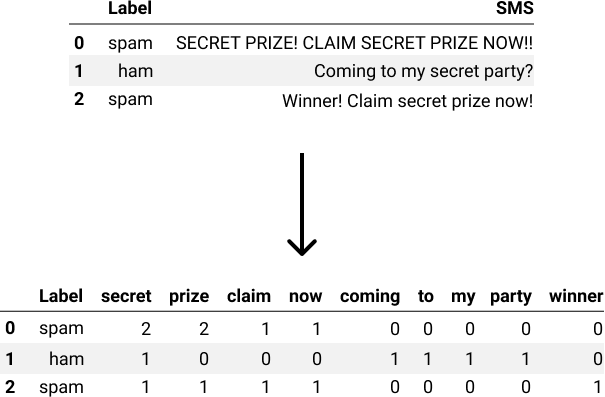 Label SMS
0 spam SECRET PRIZE! CLAIM SECRET PRIZE NOW!!
1 ham Coming to my secret party?
2 spam Winner! Claim secret prize now!
Label secret prize claim now coming to my party winner
0 spam 2 2 1 1 0 0 0 0 0
1 ham 1 0 0 0 1 1 1 1 0
2 spam 1 1 1 1 0 0 0 0 1